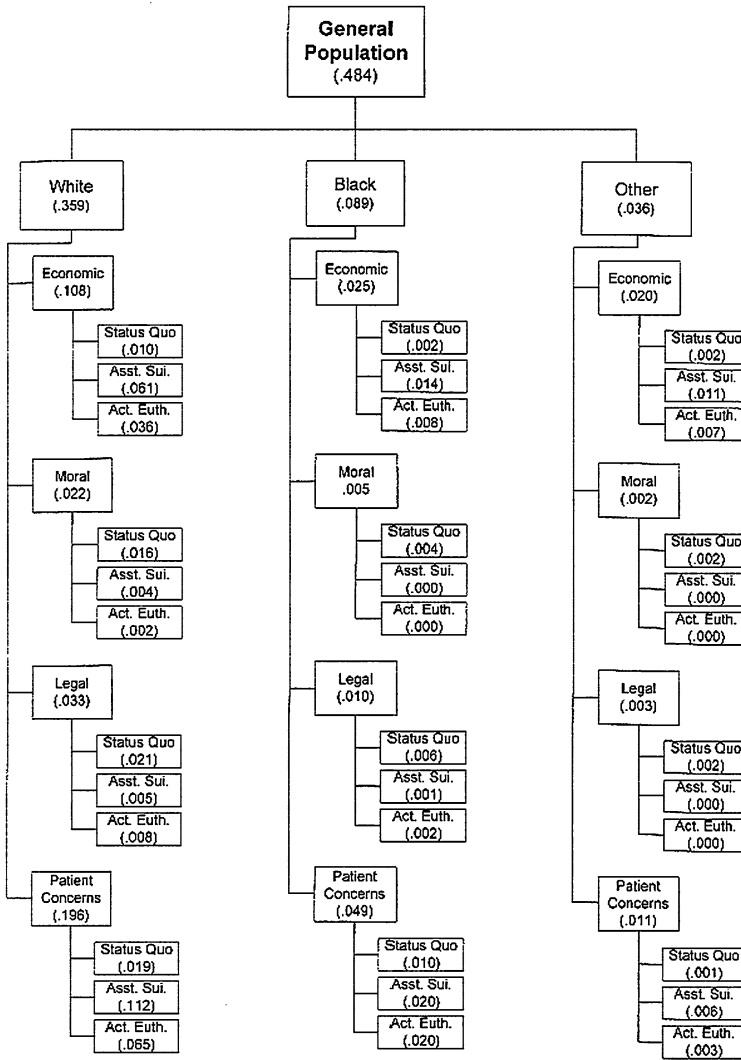 General
Population
(.484)
White
(.359)
Economic
(.108)
Status Quo
(.010)
Asst. Sui.
(.061)
Act. Euth.
(.036)
Moral
(.022)
Status Quo
(.016)
Asst. Sui.
(.004)
Act. Euth.
(.002)
Legal
(.033)
Status Quo
(.021)
Asst. Sui.
(.005)
Act. Euth.
(.008)
Patient
Concerns
(.196)
Status Quo
(.019)
Asst. Sui.
(.112)
Act. Euth.
(.065)
Black
(.089)
Economic
(.025)
Status Quo
(.002)
Asst. Sui.
(.014)
Act. Euth.
(.008)
Moral
.005
Status Quo
(.004)
Asst. Sui.
(.000)
Act. Euth.
(.000)
Legal
(.010)
Status Quo
(.006)
Asst. Sui.
(.001)
Act. Euth.
(.002)
Patient
Concerns
(.049)
Status Quo
(.010)
Asst. Sui.
(.020)
Act. Euth.
(.020)
Other
(.036)
Economic
(.020)
Status Quo
(.002)
Asst. Sui.
(.011)
Act. Euth.
(.007)
Moral
(.002)
Status Quo
(.002)
Asst. Sui.
(.000)
Act. Euth.
(.000)
Legal
(.003)
Status Quo
(.002)
Asst. Sui.
(.000)
Act. Euth.
(.000)
Patient
Concerns
(.011)
Status Quo
(.001)
Asst. Sui.
(.006)
Act. Euth.
(.003)